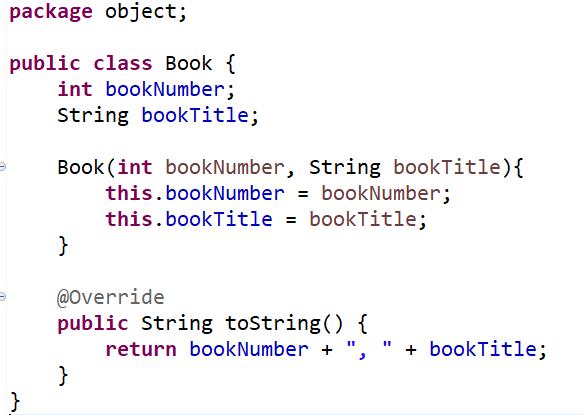 package object;
public class Book {
    int bookNumber;
    String bookTitle;
    Book(int bookNumber, String bookTitle){
        this.bookNumber = bookNumber;
        this.bookTitle = bookTitle;
    }
    @Override
    public String toString() {
        return bookNumber + ", " + bookTitle;
    }
}